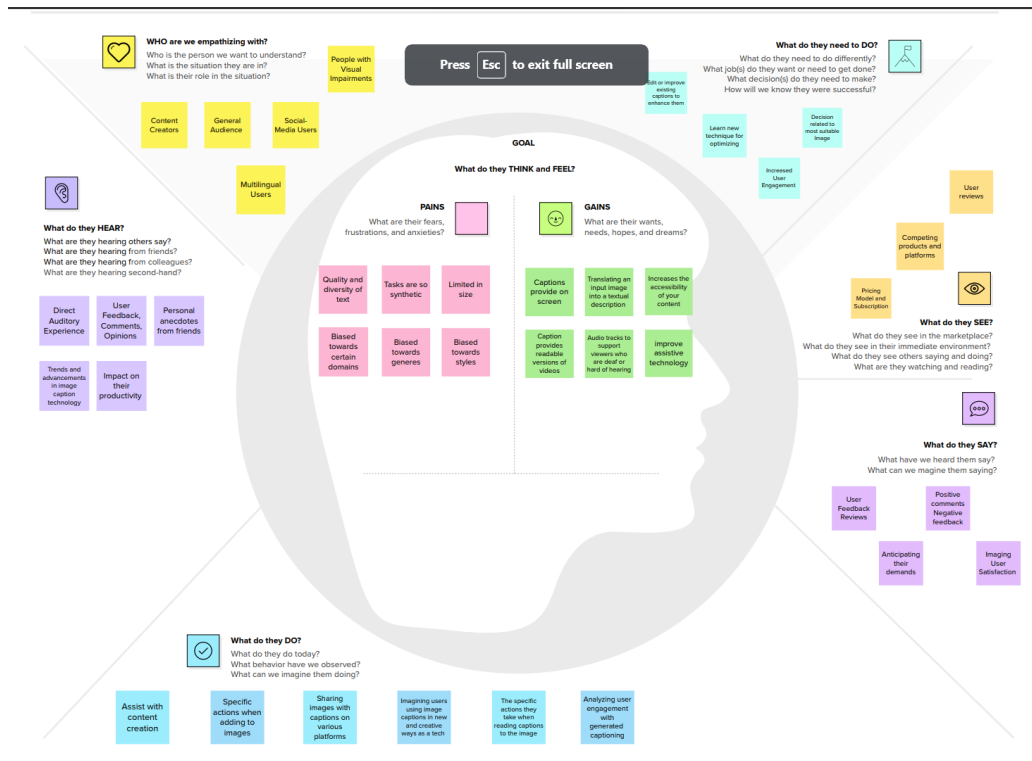 WHO are we empathizing with?
Who is the person we want to understand?
What is the situation they are in?
What is their role in the situation?
People with
Visual
Impairments
Content
Creators
General
Audience
Social-
Media Users
Multilingual
Users
Press Esc to exit full screen
What do they need to DO?
What do they need to do differently?
What job(s) do they want or need to get done?
What decision(s) do they need to make?
How will we know they were successful?
Edit or improve
existing
captions to
enhance them
Learn new
technique for
optimizing
Decision
related to
most suitable
Image
Increased
User
Engagement
GOAL
What do they THINK and FEEL?
PAINS
What are their fears,
frustrations, and anxieties?
GAINS
What are their wants,
needs, hopes, and dreams?
Quality and
diversity of
text
Tasks are so
synthetic
Limited in
size
Biased
towards
certain
domains
Biased
towards
generes
Biased
towards
styles
Captions
provide on
screen
Translating an
input image
into a textual
description
Increases the
accessibility
of your
content
Caption
provides
readable
versions of
videos
Audio tracks to
support
viewers who
are deaf or
hard of hearing
improve
assistive
technology
What do they HEAR?
What are they hearing others say?
What are they hearing from friends?
What are they hearing from colleagues?
What are they hearing second-hand?
Direct
Auditory
Experience
User
Feedback,
Comments,
Opinions
Personal
anecdotes
from friends
Trends and
advancements
in image
caption
technology
Impact on
their
productivity
User
reviews
Competing
products and
platforms
Pricing
Model and
Subscription
What do they SEE?
What do they see in the marketplace?
What do they see in their immediate environment?
What do they see others saying and doing?
What are they watching and reading?
What do they SAY?
What have we heard them say?
What can we magine them saying?
User
Feedback
Reviews
Positive
comments
Negative
feedback
Anticipating
their
demands
Imaging
User
Satisfaction
What do they DO?
What do they do today?
What behavior have we observed?
What can we imagine them doing?
Assist with
content
creation
Specific
actions when
adding to
images
Sharing
images with
captions on
various
platforms
Imagining users
using image
captions in new
and creative
ways as a tech
The specific
actions they
take when
reading captions
to the image
Analyzing user
engagement
with
generated
captioning